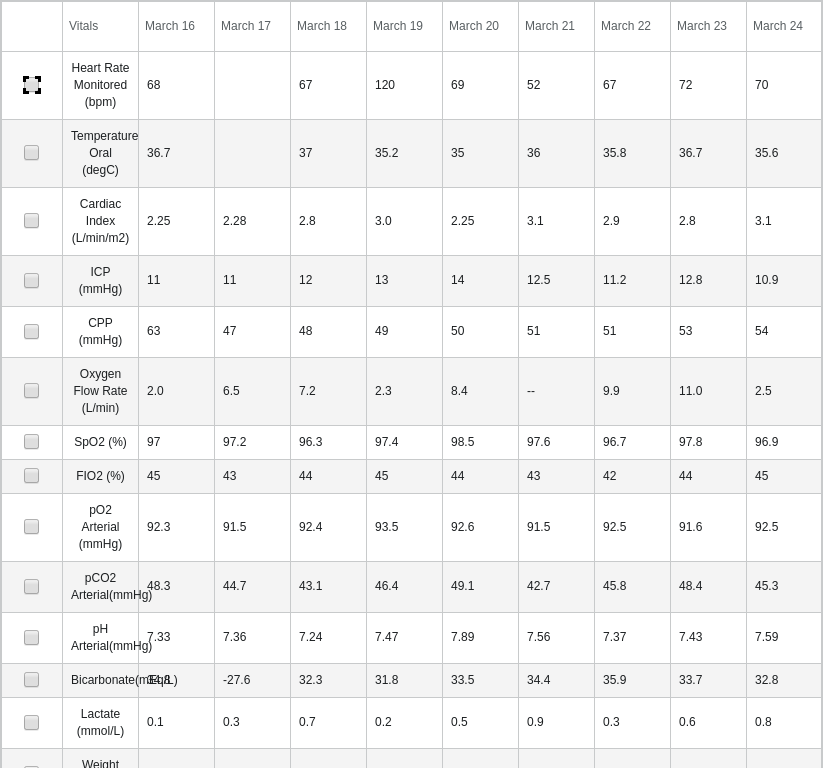 Vitals March 16 March 17 March 18 March 19 March 20 March 21 March 22 March 23 March 24
Heart Rate
Monitored
(bpm)
68 67 120 69 52 67 72 70
Temperature
Oral
(degC)
36.7 37 35.2 35 36 35.8 36.7 35.6
Cardiac
Index
(L/min/m2)
2.25 2.28 2.8 3.0 2.25 3.1 2.9 2.8 3.1
ICP
(mmHg)
11 11 12 13 14 12.5 11.2 12.8 10.9
CPP
(mmHg)
63 47 48 49 50 51 51 53 54
Oxygen
Flow Rate
(L/min)
2.0 6.5 7.2 2.3 8.4 -- 9.9 11.0 2.5
SpO2 (%) 97 97.2 96.3 97.4 98.5 97.6 96.7 97.8 96.9
FIO2 (%) 45 43 44 45 44 43 42 44 45
pO2
Arterial
(mmHg)
92.3 91.5 92.4 93.5 92.6 91.5 92.5 91.6 92.5
pCO2
Arterial(mmHg)
48.3 44.7 43.1 46.4 49.1 42.7 45.8 48.4 45.3
pH
Arterial(mmHg)
7.33 7.36 7.24 7.47 7.89 7.56 7.37 7.43 7.59
Bicarbonate(mEq/L) 34.8 -27.6 32.3 31.8 33.5 34.4 35.9 33.7 32.8
Lactate
(mmol/L)
0.1 0.3 0.7 0.2 0.5 0.9 0.3 0.6 0.8
Weight